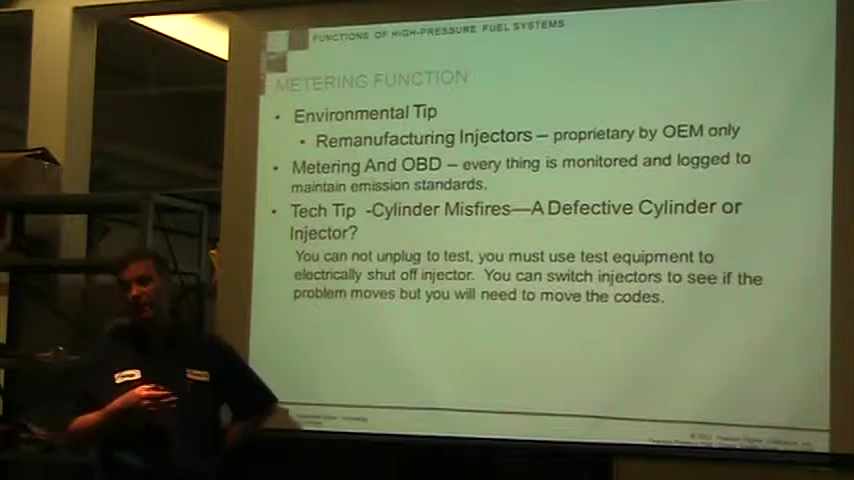 FUNCTIONS OF HIGH-PRESSURE FUEL SYSTEMS
METERING FUNCTION
• Environmental Tip
• Remanufacturing Injectors – proprietary by OEM only
• Metering And OBD – every thing is monitored and logged to
maintain emission standards.
• Tech Tip -Cylinder Misfires—A Defective Cylinder or
Injector?
You can not unplug to test, you must use test equipment to
electrically shut off injector. You can switch injectors to see if the
problem moves but you will need to move the codes.